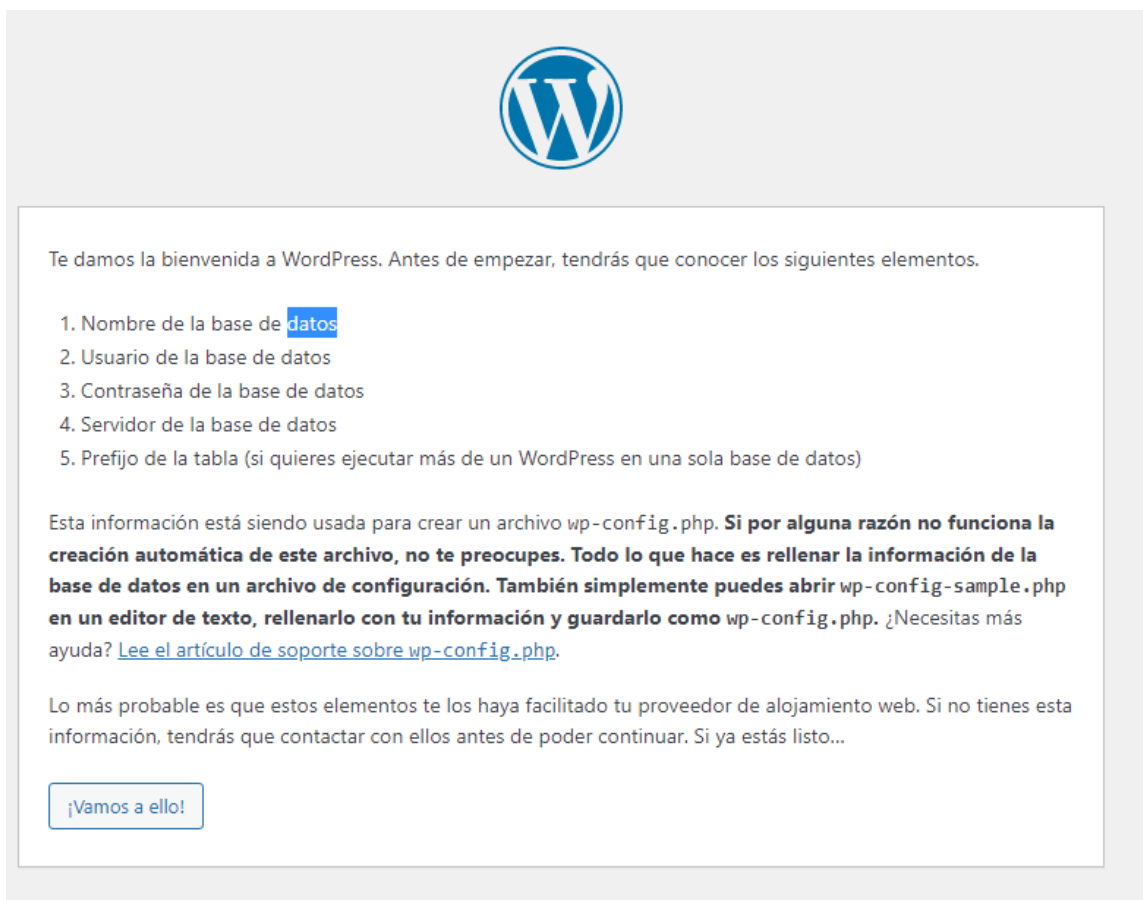 Te damos la bienvenida a WordPress. Antes de empezar, tendrás que conocer los siguientes elementos.
1. Nombre de la base de datos
2. Usuario de la base de datos
3. Contraseña de la base de datos
4. Servidor de la base de datos
5. Prefijo de la tabla (si quieres ejecutar más de un WordPress en una sola base de datos)
Esta información está siendo usada para crear un archivo wp-config.php. Si por alguna razón no funciona la
creación automática de este archivo, no te preocupes. Todo lo que hace es rellenar la información de la
base de datos en un archivo de configuración. También simplemente puedes abrir wp-config-sample.php
en un editor de texto, rellenarlo con tu información y guardarlo como wp-config.php. ¿Necesitas más
ayuda? Lee el artículo de soporte sobre wp-config.php.
Lo más probable es que estos elementos te los haya facilitado tu proveedor de alojamiento web. Si no tienes esta
información, tendrás que contactar con ellos antes de poder continuar. Si ya estás listo...
¡Vamos a ello!